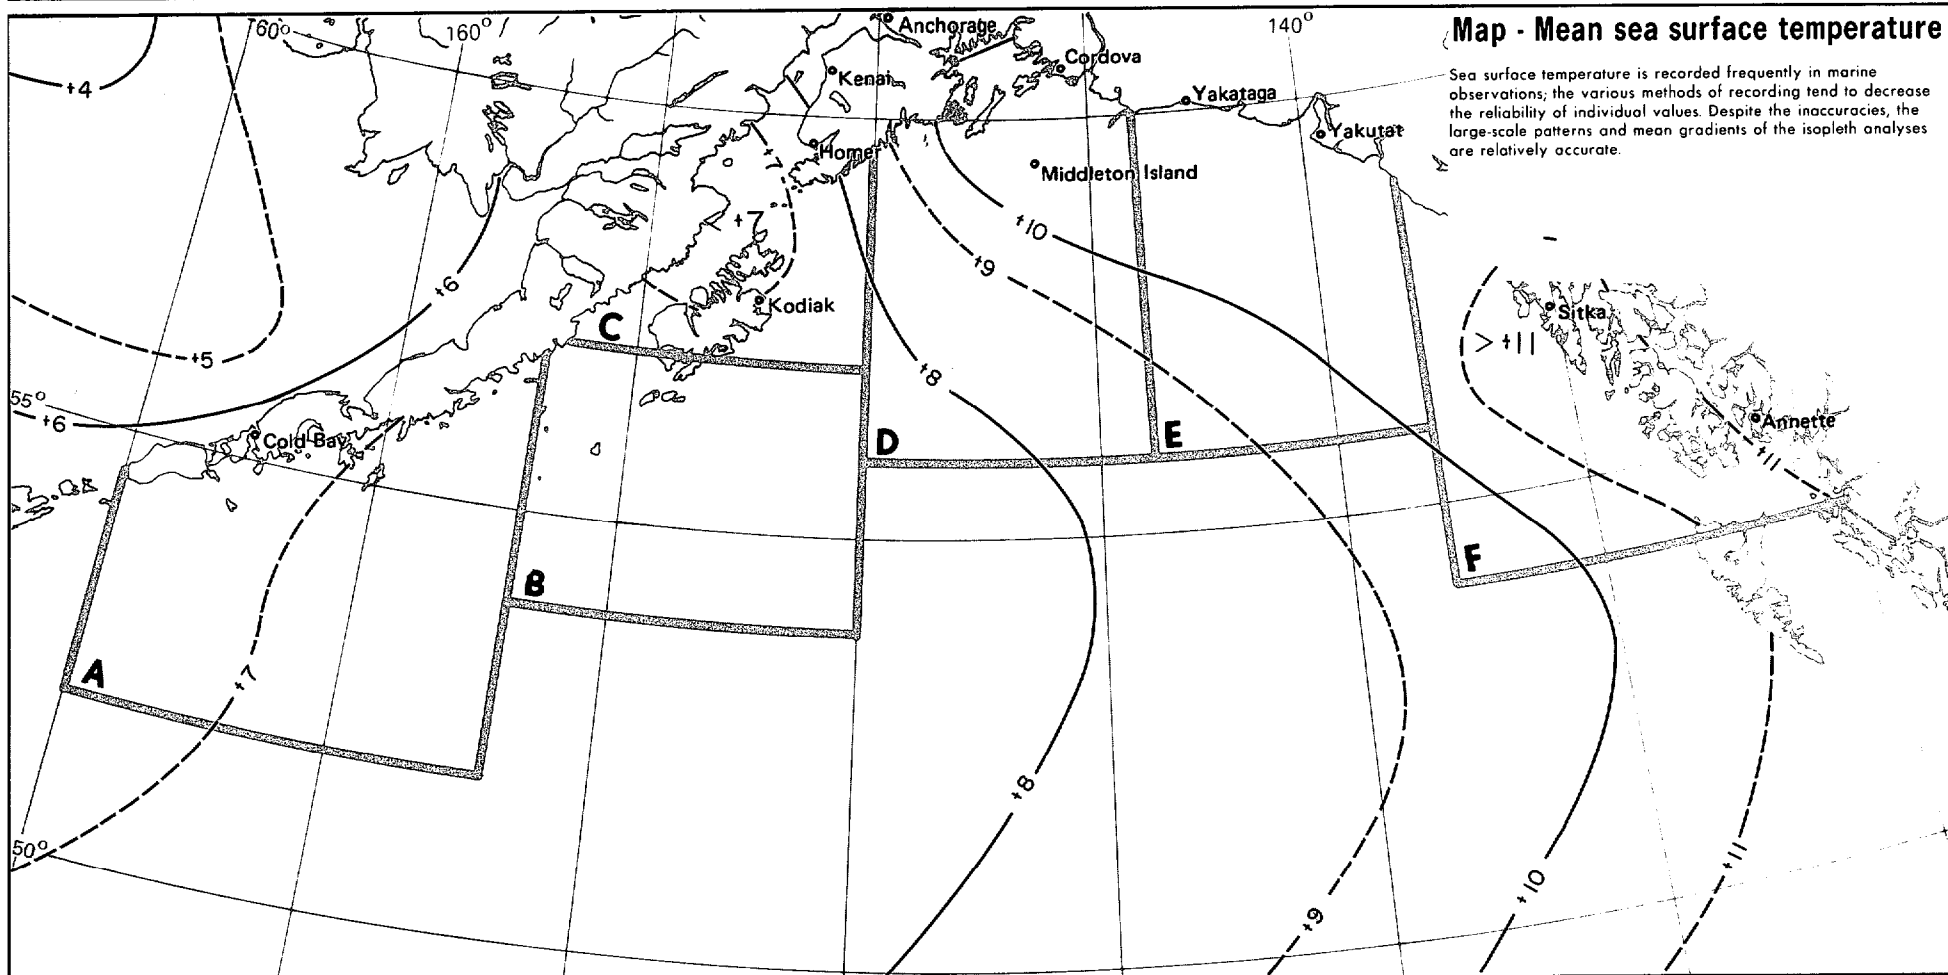 Map - Mean sea surface temperature
Sea surface temperature is recorded frequently in marine
observations; the various methods of recording tend to decrease
the reliability of individual values. Despite the inaccuracies, the
large-scale patterns and mean gradients of the isopleth analyses
are relatively accurate.
60°
160°
140°
Anchorage
Cordova
Kenai
Yakataga
Yakutat
+4
+7
Homer
Middleton Island
+7
+10
+9
+6
Kodiak
Sitka
C
> +11
+5
+8
55°
+6
Cold Bay
Annette
D
E
+11
F
B
A
+7
+8
50°
+11
+10
+9